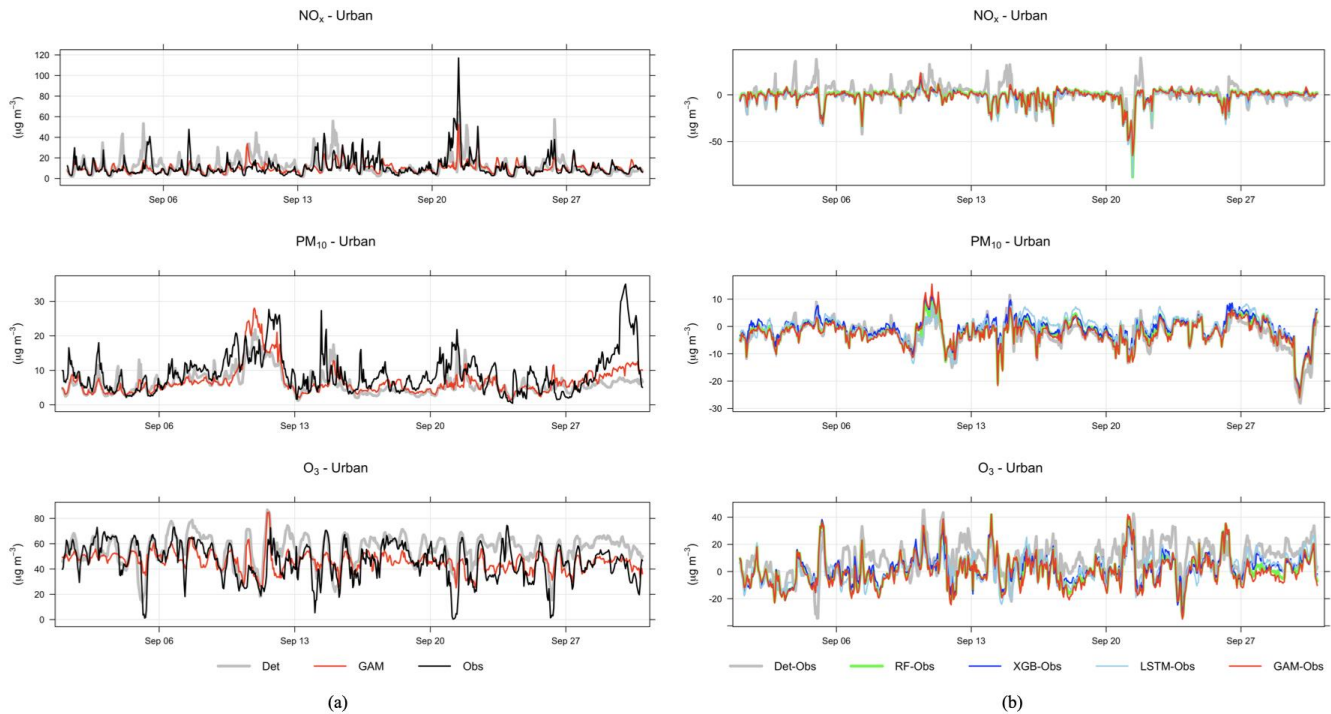 NOₓ - Urban
(µg m⁻³)
120
100
80
60
40
20
0
Sep 06 Sep 13 Sep 20 Sep 27
PM₁₀ - Urban
(µg m⁻³)
30
20
10
0
Sep 06 Sep 13 Sep 20 Sep 27
O₃ - Urban
(µg m⁻³)
80
60
40
20
0
Sep 06 Sep 13 Sep 20 Sep 27
Det GAM Obs
(a)
NOₓ - Urban
(µg m⁻³)
0
-50
Sep 06 Sep 13 Sep 20 Sep 27
PM₁₀ - Urban
(µg m⁻³)
10
0
-10
-20
-30
Sep 06 Sep 13 Sep 20 Sep 27
O₃ - Urban
(µg m⁻³)
40
20
0
-20
Sep 06 Sep 13 Sep 20 Sep 27
Det-Obs RF-Obs XGB-Obs LSTM-Obs GAM-Obs
(b)